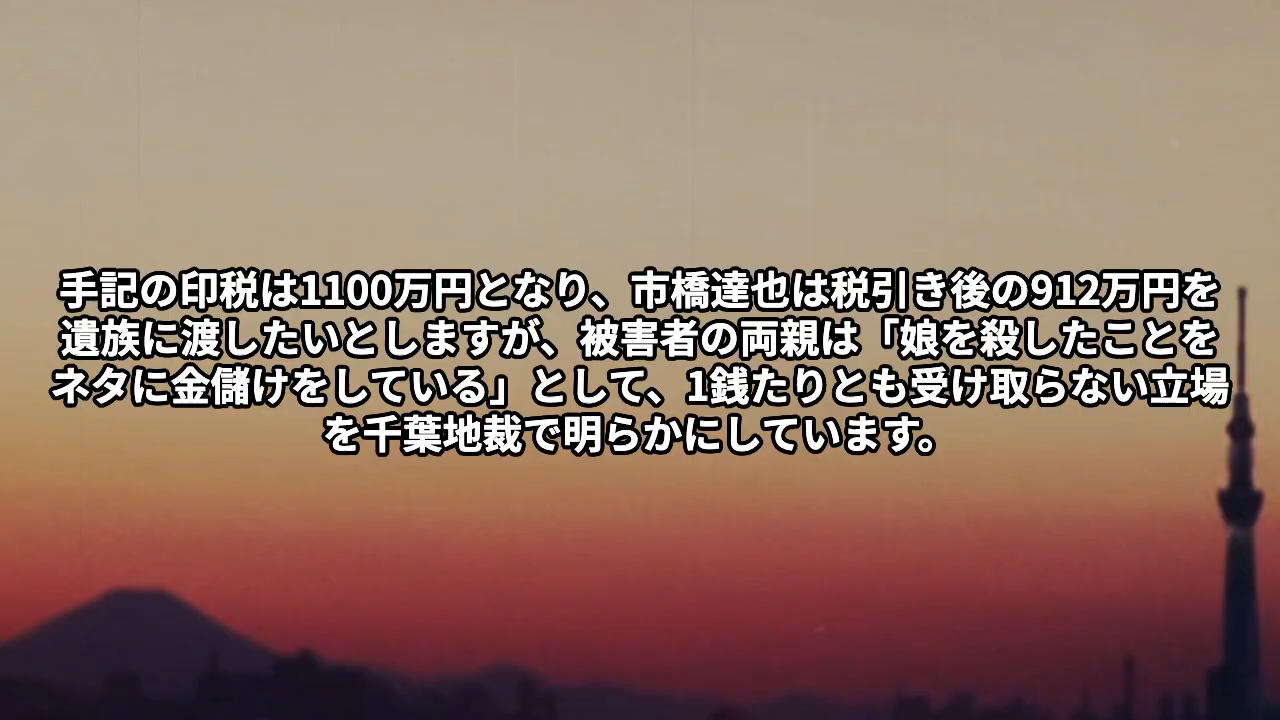 手記の印税は1100万円となり、市橋達也は税引き後の912万円を
遺族に渡したいとしますが、被害者の両親は「娘を殺したことを
ネタに金儲けをしている」として、1銭たりとも受け取らない立場
を千葉地裁で明らかにしています。